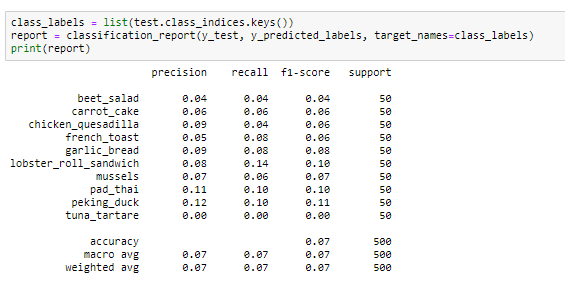 class_labels = list(test.class_indices.keys())
report = classification_report(y_test, y_predicted_labels, target_names=class_labels)
print(report)
precision recall f1-score support
beet_salad 0.04 0.04 0.04 50
carrot_cake 0.06 0.06 0.06 50
chicken_quesadilla 0.09 0.04 0.06 50
french_toast 0.05 0.08 0.06 50
garlic_bread 0.09 0.08 0.08 50
lobster_roll_sandwich 0.08 0.14 0.10 50
mussels 0.07 0.06 0.07 50
pad_thai 0.11 0.10 0.10 50
peking_duck 0.12 0.10 0.11 50
tuna_tartare 0.00 0.00 0.00 50
accuracy 0.07 500
macro avg 0.07 0.07 0.07 500
weighted avg 0.07 0.07 0.07 500